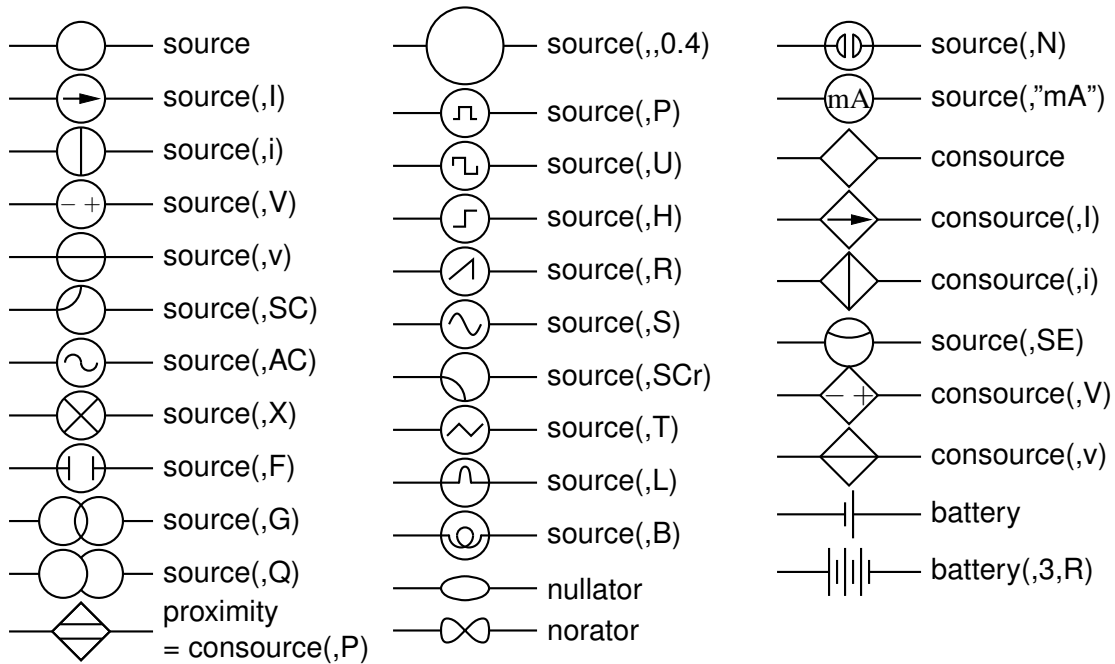 source
source(,I)
source(,i)
− + source(,V)
source(,v)
source(,SC)
source(,AC)
source(,X)
source(,F)
source(,G)
source(,Q)
proximity
= consource(,P)
source(,,0.4)
source(,P)
source(,U)
source(,H)
source(,R)
source(,S)
source(,SCr)
source(,T)
source(,L)
source(,B)
nullator
norator
source(,N)
mA source(,”mA”)
consource
consource(,I)
consource(,i)
source(,SE)
− + consource(,V)
consource(,v)
battery
battery(,3,R)